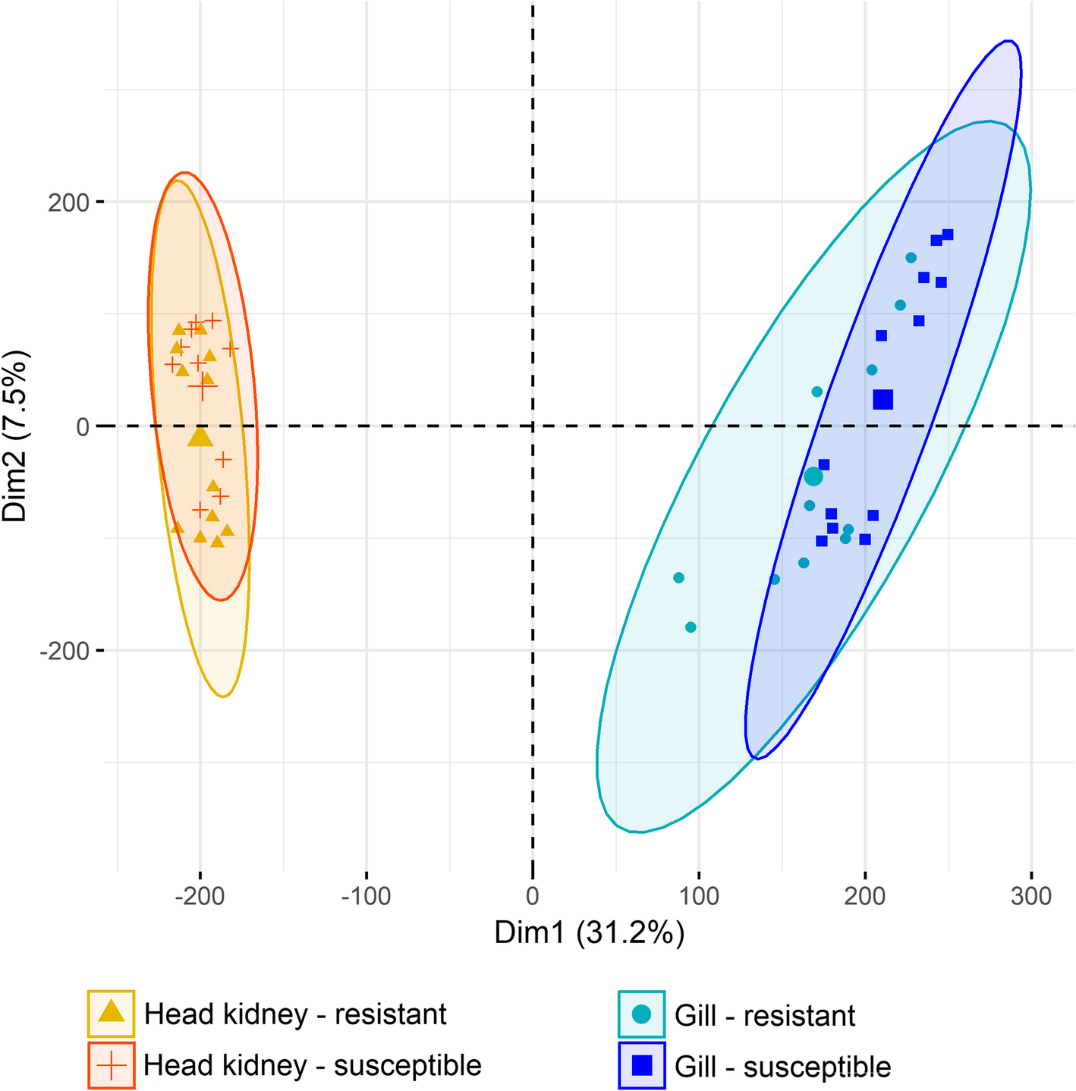 200
0
-200
Dim2 (7.5%)
-200 -100 0 100 200 300
Dim1 (31.2%)
Head kidney - resistant
Gill - resistant
Head kidney - susceptible
Gill - susceptible